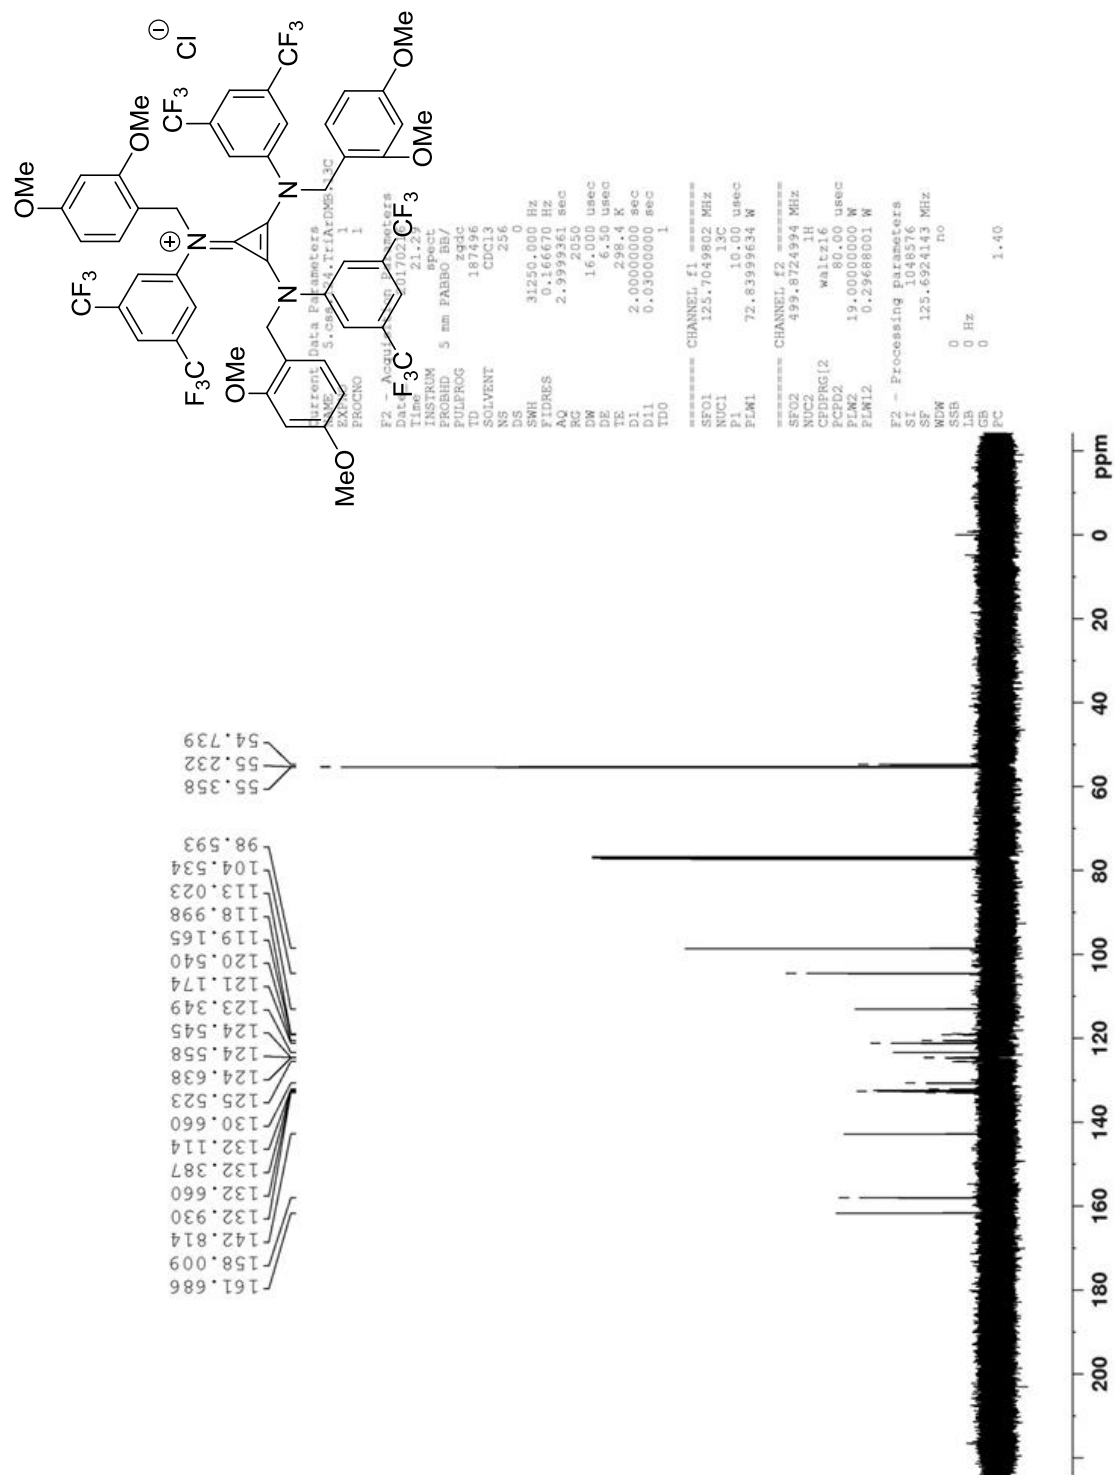 OMe
OMe
Cl
⊖
CF3
CF3
CF3
N
⊕
N
N
OMe
OMe
F3C
CF3
F3C
OMe
MeO
Current Data Parameters
NAME
EXPNO 1
PROCNO 1
F2 - Acquisition Parameters
Time 21.29
INSTRUM spect
PROBHD 5 mm PABBO BB/
PULPROG zgdc
TD 187496
SOLVENT CDCl3
NS 256
DS 0
SWH 31250.000 Hz
FIDRES 0.166670 Hz
AQ 2.9999361 sec
RG 2050
DW 16.000 usec
DE 6.50 usec
TE 298.4 K
D1 2.00000000 sec
D11 0.03000000 sec
TD0 1
======== CHANNEL f1 ========
SFO1 125.7049802 MHz
NUC1 13C
P1 10.00 usec
PLW1 72.83999634 W
======== CHANNEL f2 ========
SFO2 499.8724994 MHz
NUC2 1H
CPDPRG[2 waltz16
PCPD2 80.00 usec
PLW2 19.00000000 W
PLW12 0.29688001 W
F2 - Processing parameters
SI 1048576
SF 125.6924143 MHz
WDW no
SSB 0
LB 0 Hz
GB 0
PC 1.40
161.686
158.009
142.814
132.930
132.660
132.387
132.114
130.660
125.523
124.638
124.558
124.545
123.349
121.174
120.540
119.165
118.998
113.023
104.534
98.593
55.358
55.232
54.739
200 180 160 140 120 100 80 60 40 20 0 ppm